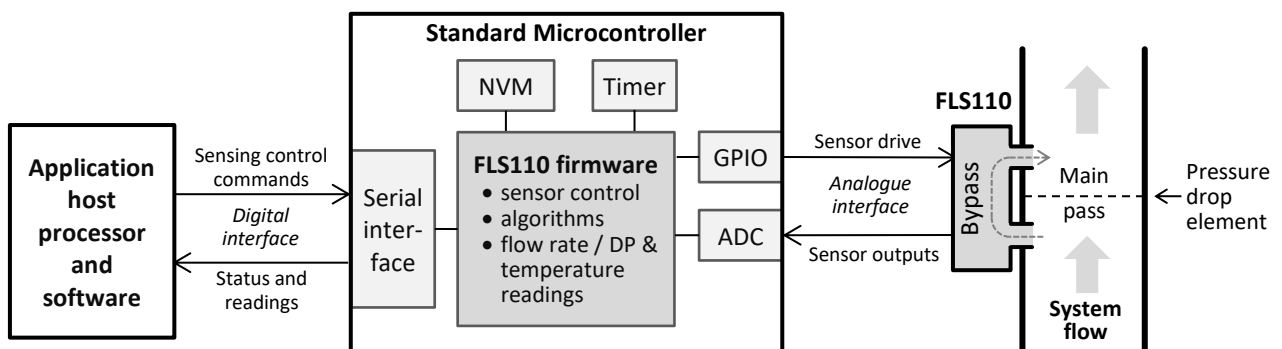 Standard Microcontroller
NVM
Timer
FLS110
Application
host
processor
and
software
Sensing control
commands
Digital
interface
Status and
readings
Serial
inter-
face
FLS110 firmware
• sensor control
• algorithms
• flow rate / DP &
temperature
readings
GPIO
ADC
Sensor drive
Analogue
interface
Sensor outputs
Bypass
Main
pass
System
flow
Pressure
drop
element